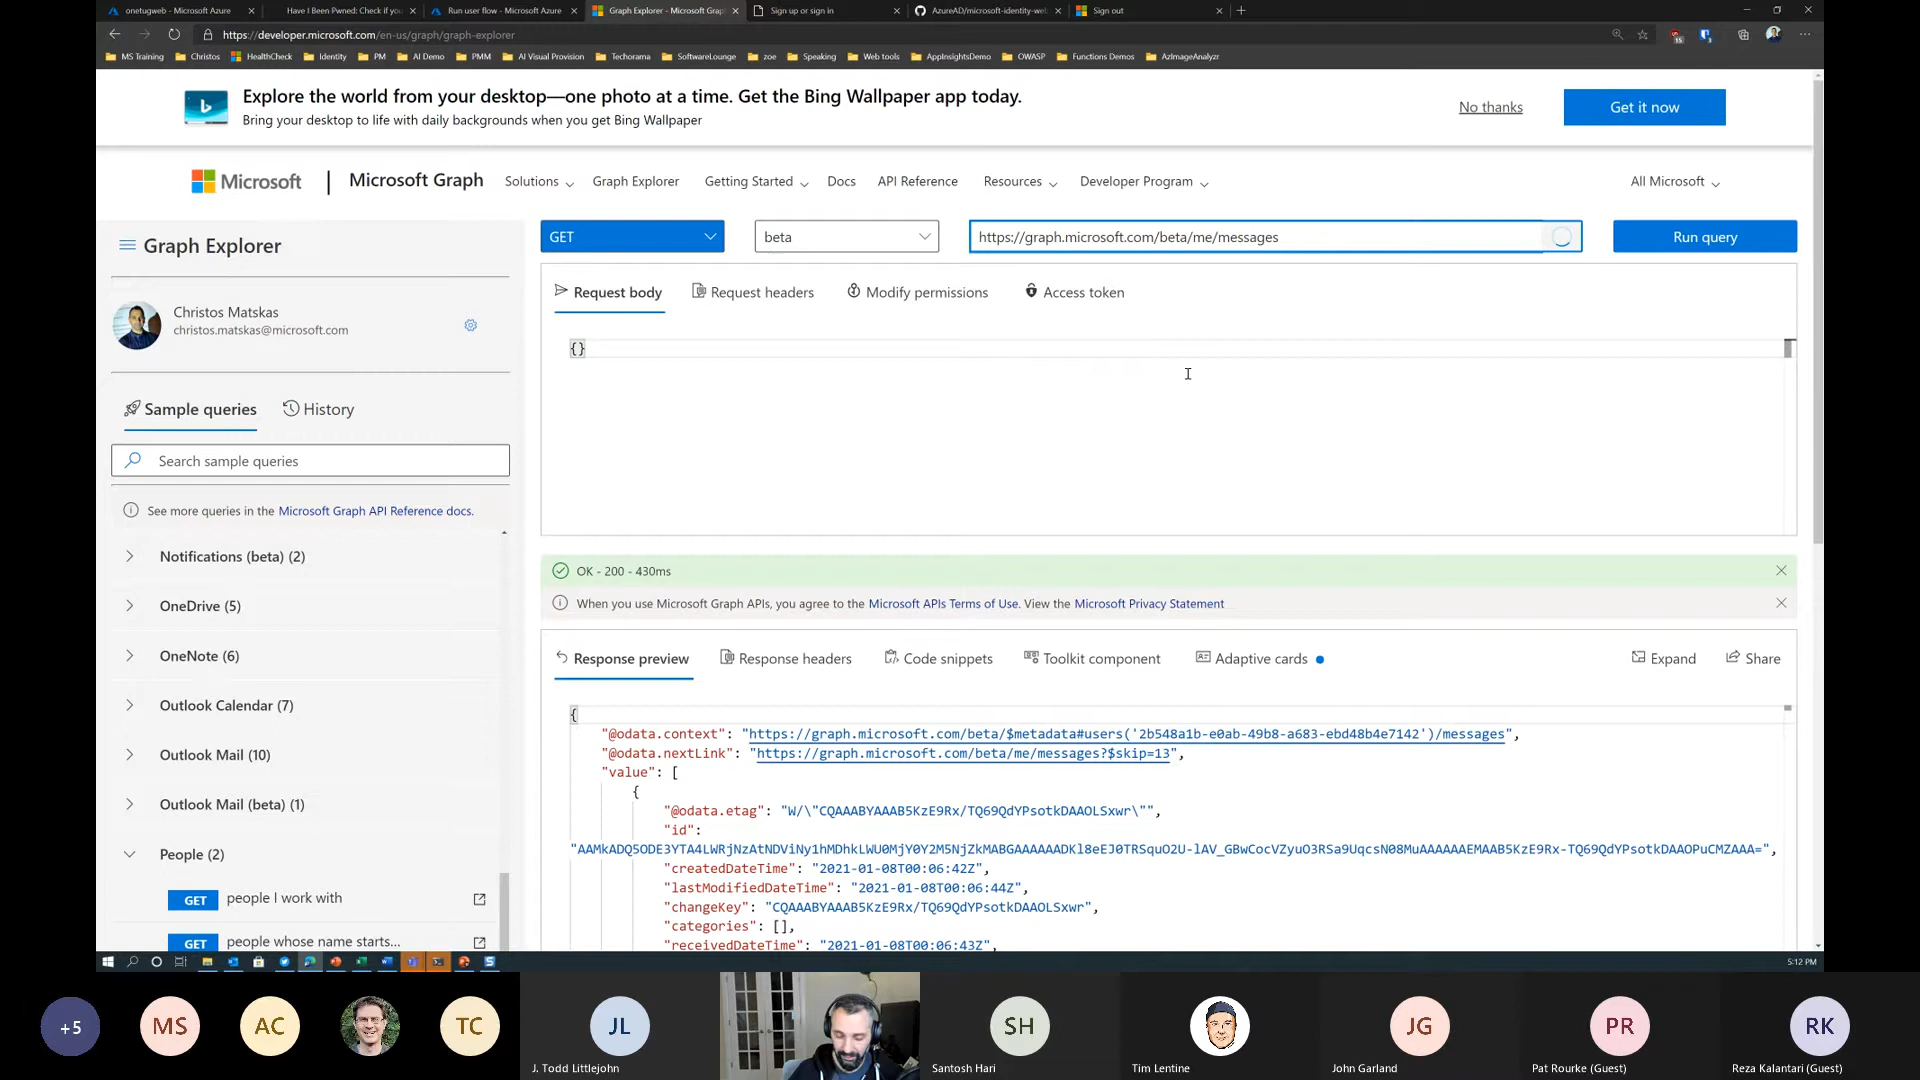 onetugweb - Microsoft Azure
Have I Been Pwned: Check if you
Run user flow - Microsoft Azure
Graph Explorer - Microsoft Grap
Sign up or sign in
AzureAD/microsoft-identity-web
Sign out
https://developer.microsoft.com/en-us/graph/graph-explorer
MS Training
Christos
HealthCheck
Identity
PM
AI Demo
PMM
AI Visual Provision
Techorama
SoftwareLounge
zoe
Speaking
Web tools
AppInsightsDemo
OWASP
Functions Demos
AzImageAnalyzr
Explore the world from your desktop—one photo at a time. Get the Bing Wallpaper app today.
Bring your desktop to life with daily backgrounds when you get Bing Wallpaper
No thanks
Get it now
Microsoft
Microsoft Graph
Solutions
Graph Explorer
Getting Started
Docs
API Reference
Resources
Developer Program
All Microsoft
Graph Explorer
Christos Matskas
christos.matskas@microsoft.com
Sample queries
History
Search sample queries
See more queries in the Microsoft Graph API Reference docs.
Notifications (beta) (2)
OneDrive (5)
OneNote (6)
Outlook Calendar (7)
Outlook Mail (10)
Outlook Mail (beta) (1)
People (2)
GET people I work with
GET people whose name starts...
GET
beta
https://graph.microsoft.com/beta/me/messages
Run query
Request body
Request headers
Modify permissions
Access token
{}
OK - 200 - 430ms
When you use Microsoft Graph APIs, you agree to the Microsoft APIs Terms of Use. View the Microsoft Privacy Statement
Response preview
Response headers
Code snippets
Toolkit component
Adaptive cards
Expand
Share
{
"@odata.context": "https://graph.microsoft.com/beta/$metadata#users('2b548a1b-e0ab-49b8-a683-ebd48b4e7142')/messages",
"@odata.nextLink": "https://graph.microsoft.com/beta/me/messages?$skip=13",
"value": [
{
"@odata.etag": "W/\"CQAAABYAAAB5KzE9Rx/TQ69QdYPsotkDAAOLSxwr\"",
"id":
"AAMkADQ5ODE3YTA4LWRjNzAtNDViNy1hMDhkLWU0MjY0Y2M5NjZkMABGAAAAAADKl8eEJ0TRSquO2U-lAV_GBwCocVZyuO3RSa9UqcsN08MuAAAAAAEMAAB5KzE9Rx-TQ69QdYPsotkDAAOPuCMZAAA=",
"createdDateTime": "2021-01-08T00:06:42Z",
"lastModifiedDateTime": "2021-01-08T00:06:44Z",
"changeKey": "CQAAABYAAAB5KzE9Rx/TQ69QdYPsotkDAAOLSxwr",
"categories": [],
"receivedDateTime": "2021-01-08T00:06:43Z",
5:12 PM
+5
MS
AC
TC
JL
SH
JG
PR
RK
J. Todd Littlejohn
Santosh Hari
Tim Lentine
John Garland
Pat Rourke (Guest)
Reza Kalantari (Guest)